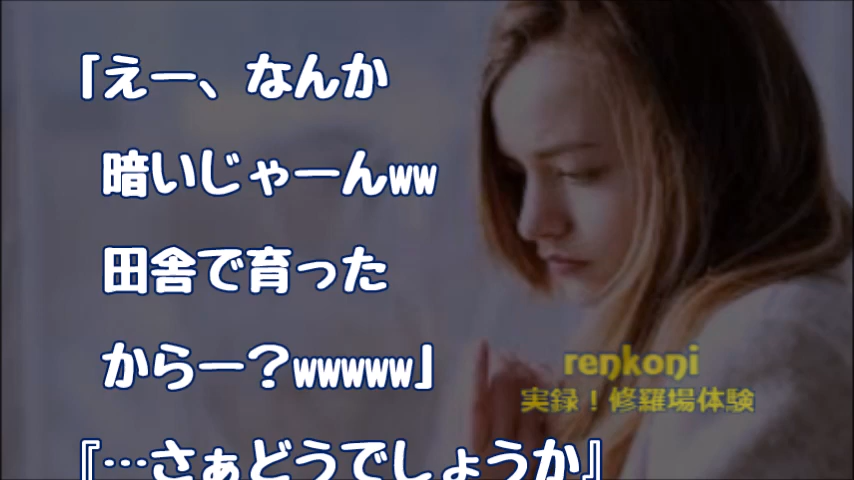 「えー、なんか
暗いじゃーんww
田舎で育った
からー？wwwww」
『…さぁどうでしょうか』
renkoni
実録！修羅場体験